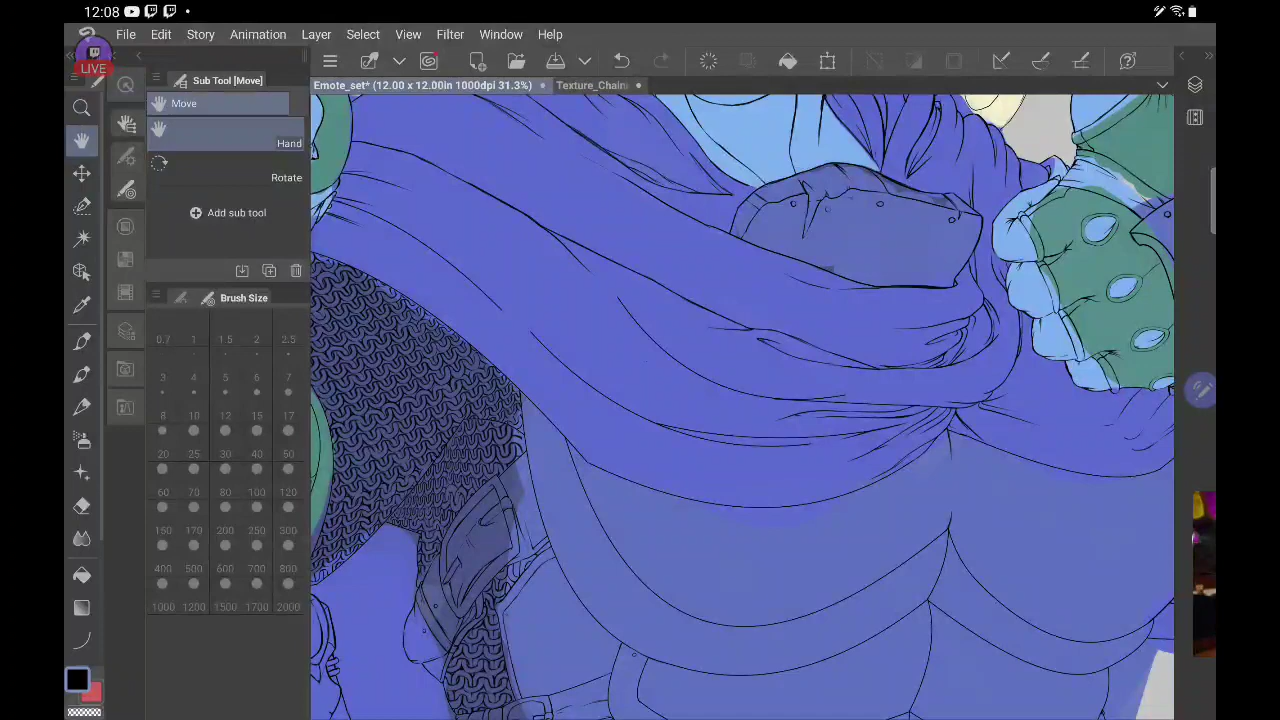 12:08
File Edit Story Animation Layer Select View Filter Window Help
LIVE
Sub Tool [Move]
Emote_set* (12.00 x 12.00in 1000dpi 31.3%)
Texture_Chain
Move
Hand
Rotate
Add sub tool
Brush Size
0.7 1 1.5 2 2.5
3 4 5 6 7
8 10 12 15 17
20 25 30 40 50
60 70 80 100 120
150 170 200 250 300
400 500 600 700 800
1000 1200 1500 1700 2000